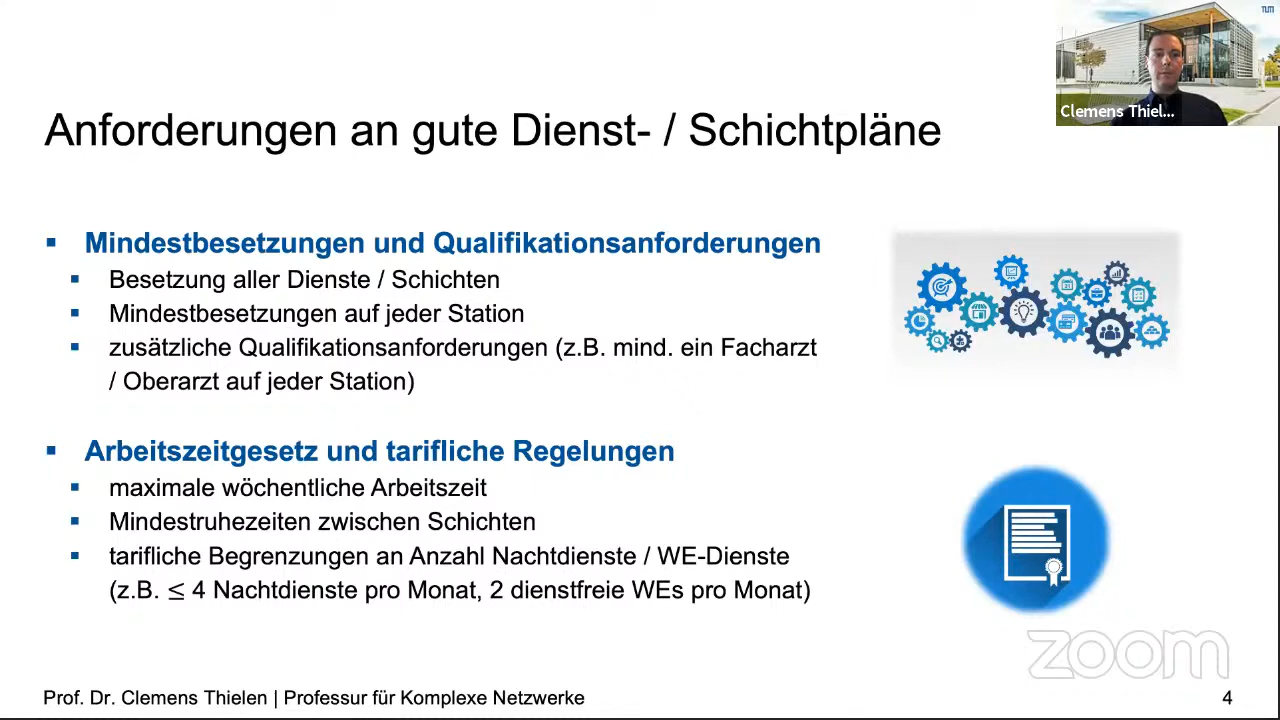 TUM
Clemens Thiel...
Anforderungen an gute Dienst- / Schichtpläne
▪ Mindestbesetzungen und Qualifikationsanforderungen
▪ Besetzung aller Dienste / Schichten
▪ Mindestbesetzungen auf jeder Station
▪ zusätzliche Qualifikationsanforderungen (z.B. mind. ein Facharzt
/ Oberarzt auf jeder Station)
▪ Arbeitszeitgesetz und tarifliche Regelungen
▪ maximale wöchentliche Arbeitszeit
▪ Mindestruhezeiten zwischen Schichten
▪ tarifliche Begrenzungen an Anzahl Nachtdienste / WE-Dienste
(z.B. ≤ 4 Nachtdienste pro Monat, 2 dienstfreie WEs pro Monat)
zoom
Prof. Dr. Clemens Thielen | Professur für Komplexe Netzwerke
4